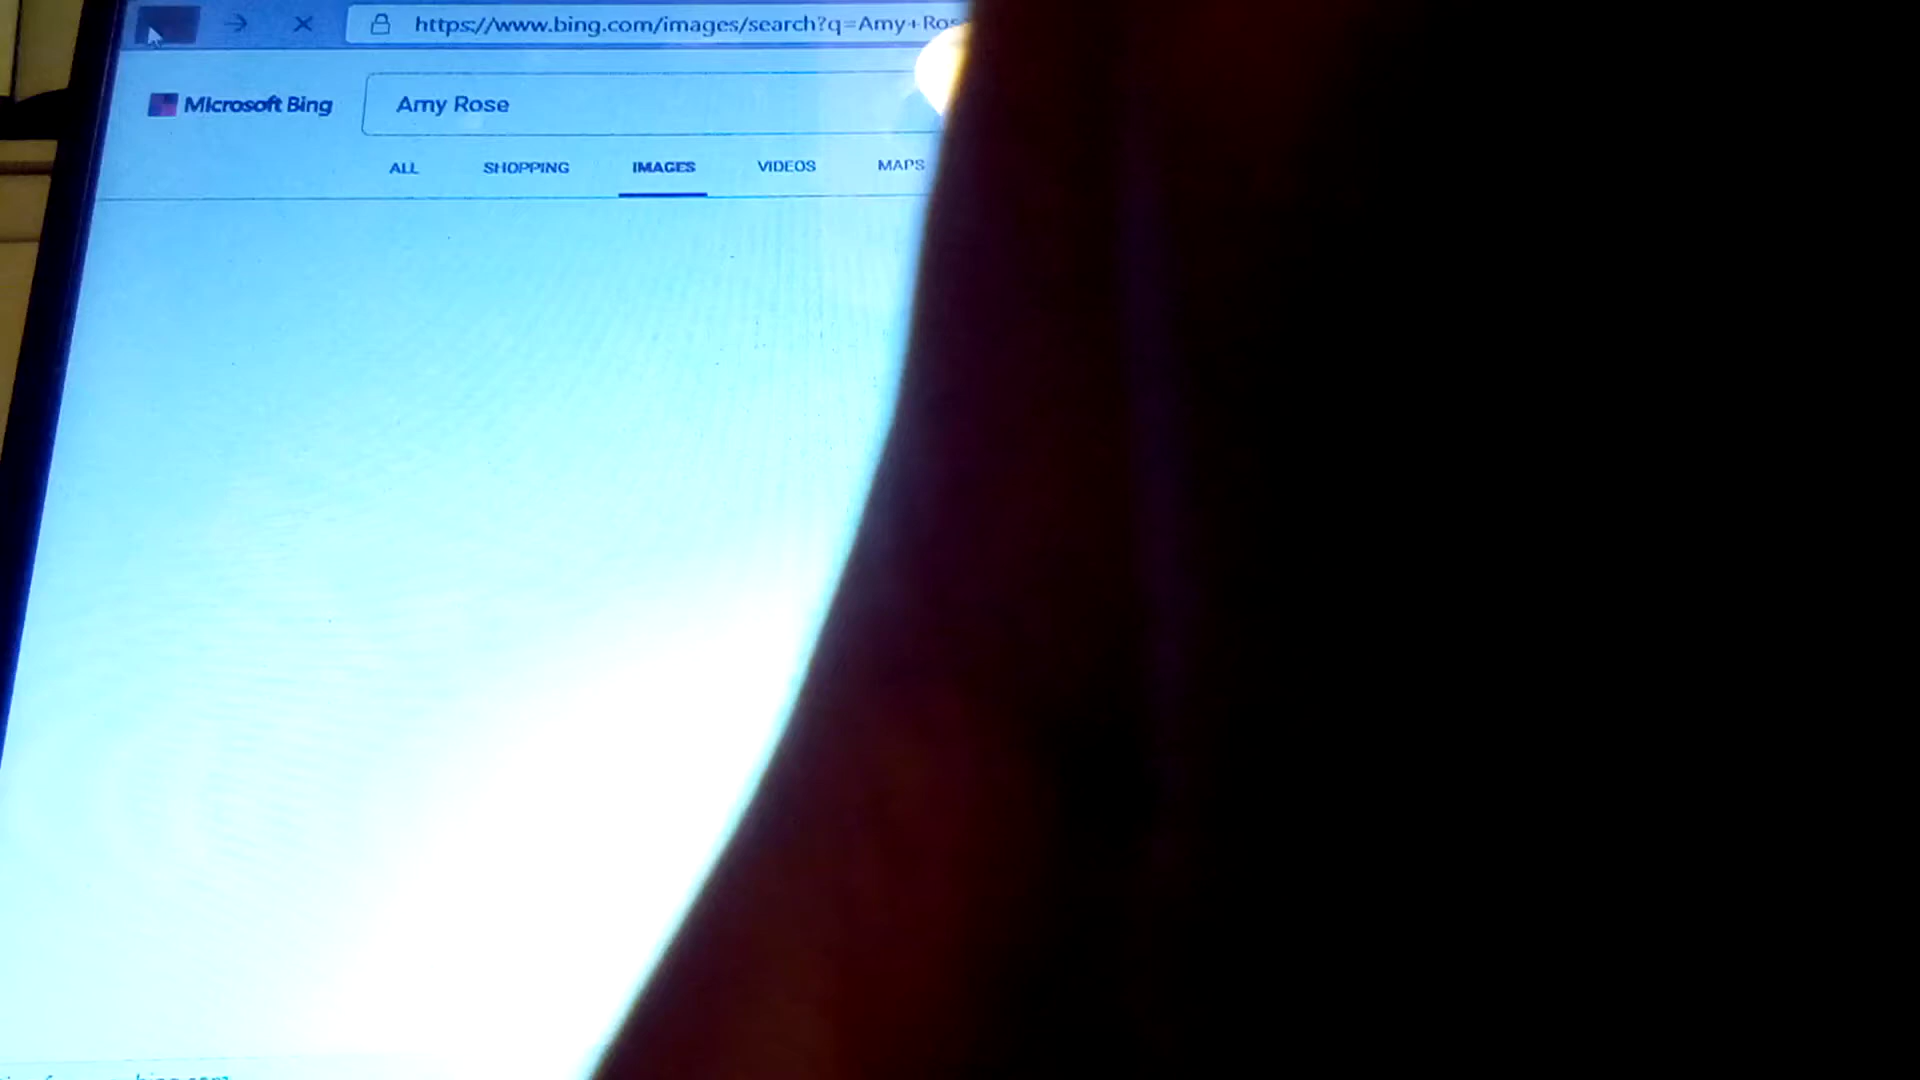 https://www.bing.com/images/search?q=Amy+Ros
Microsoft Bing
Amy Rose
ALL SHOPPING IMAGES VIDEOS MAPS